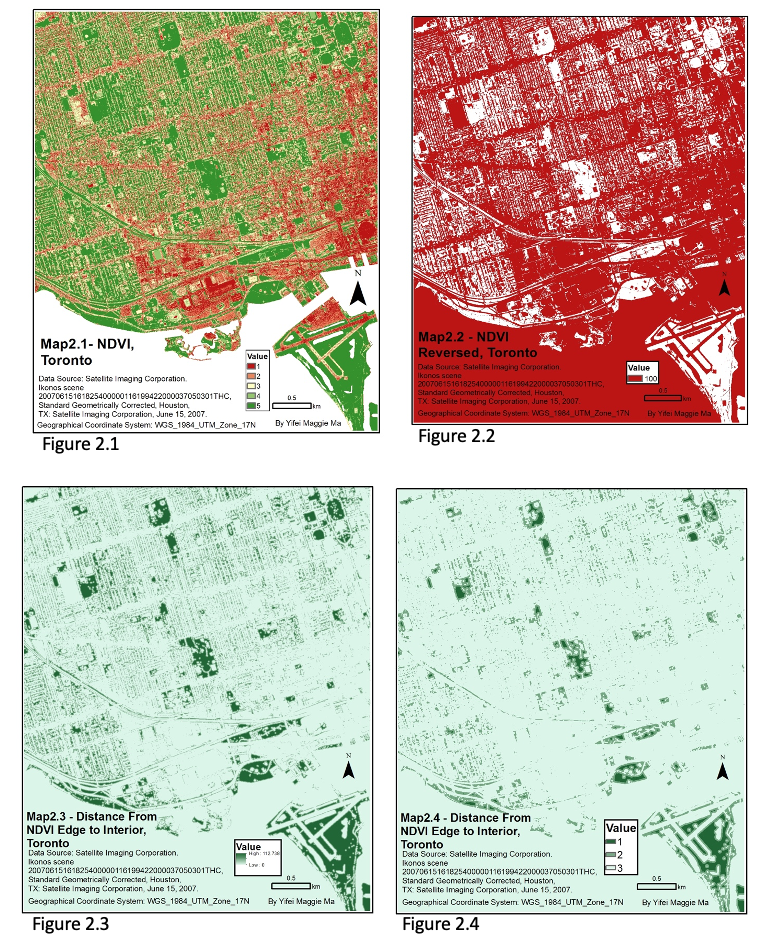 N
Map2.1- NDVI,
Toronto
Data Source: Satellite Imaging Corporation,
Ikonos scene
2007061516182540000011619942200003705​0301THC,
Standard Geometrically Corrected, Houston,
TX: Satellite Imaging Corporation, June 15, 2007.
Geographical Coordinate System: WGS_1984_UTM_Zone_17N
Value
1
2
3
4
5
0.5
km
By Yifei Maggie Ma
Figure 2.1
N
Map2.2 - NDVI
Reversed, Toronto
Data Source: Satellite Imaging Corporation,
Ikonos scene
20070615161825400000116199422000037050301THC,
Standard Geometrically Corrected, Houston,
TX: Satellite Imaging Corporation, June 15, 2007.
Geographical Coordinate System: WGS_1984_UTM_Zone_17N
Value
100
0.5
km
By Yifei Maggie Ma
Figure 2.2
N
Map2.3 - Distance From
NDVI Edge to Interior,
Toronto
Data Source: Satellite Imaging Corporation,
Ikonos scene
20070615161825400000116199422000037050301THC,
Standard Geometrically Corrected, Houston,
TX: Satellite Imaging Corporation, June 15, 2007.
Geographical Coordinate System: WGS_1984_UTM_Zone_17N
Value
High : 112.738
Low : 0
0.5
km
By Yifei Maggie Ma
Figure 2.3
N
Map2.4 - Distance From
NDVI Edge to Interior,
Toronto
Data Source: Satellite Imaging Corporation,
Ikonos scene
20070615161825400000116199422000037050301THC,
Standard Geometrically Corrected, Houston,
TX: Satellite Imaging Corporation, June 15, 2007.
Geographical Coordinate System: WGS_1984_UTM_Zone_17N
Value
1
2
3
0.5
km
By Yifei Maggie Ma
Figure 2.4